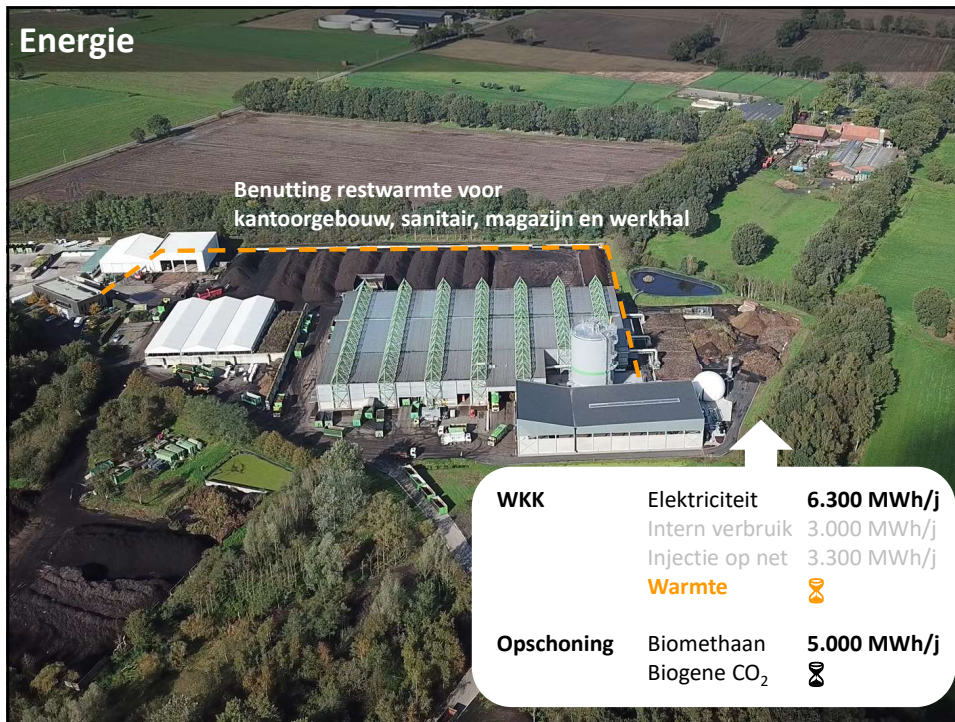 Energie
Benutting restwarmte voor
kantoorgebouw, sanitair, magazijn en werkhal
WKK Elektriciteit 6.300 MWh/j
Intern verbruik 3.000 MWh/j
Injectie op net 3.300 MWh/j
Warmte ⌛
Opschoning Biomethaan 5.000 MWh/j
Biogene CO₂ ⌛